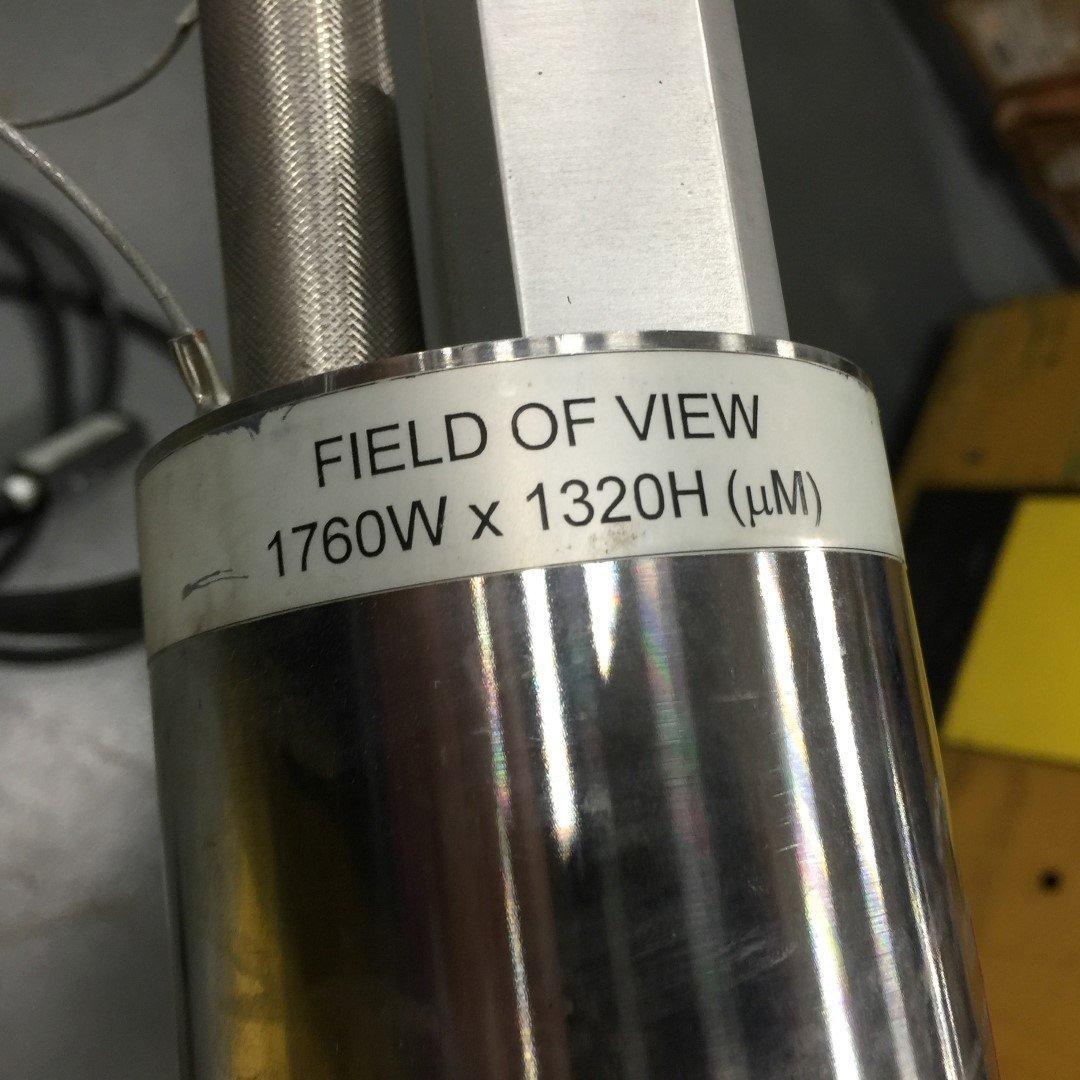 FIELD OF VIEW
1760W x 1320H (μM)